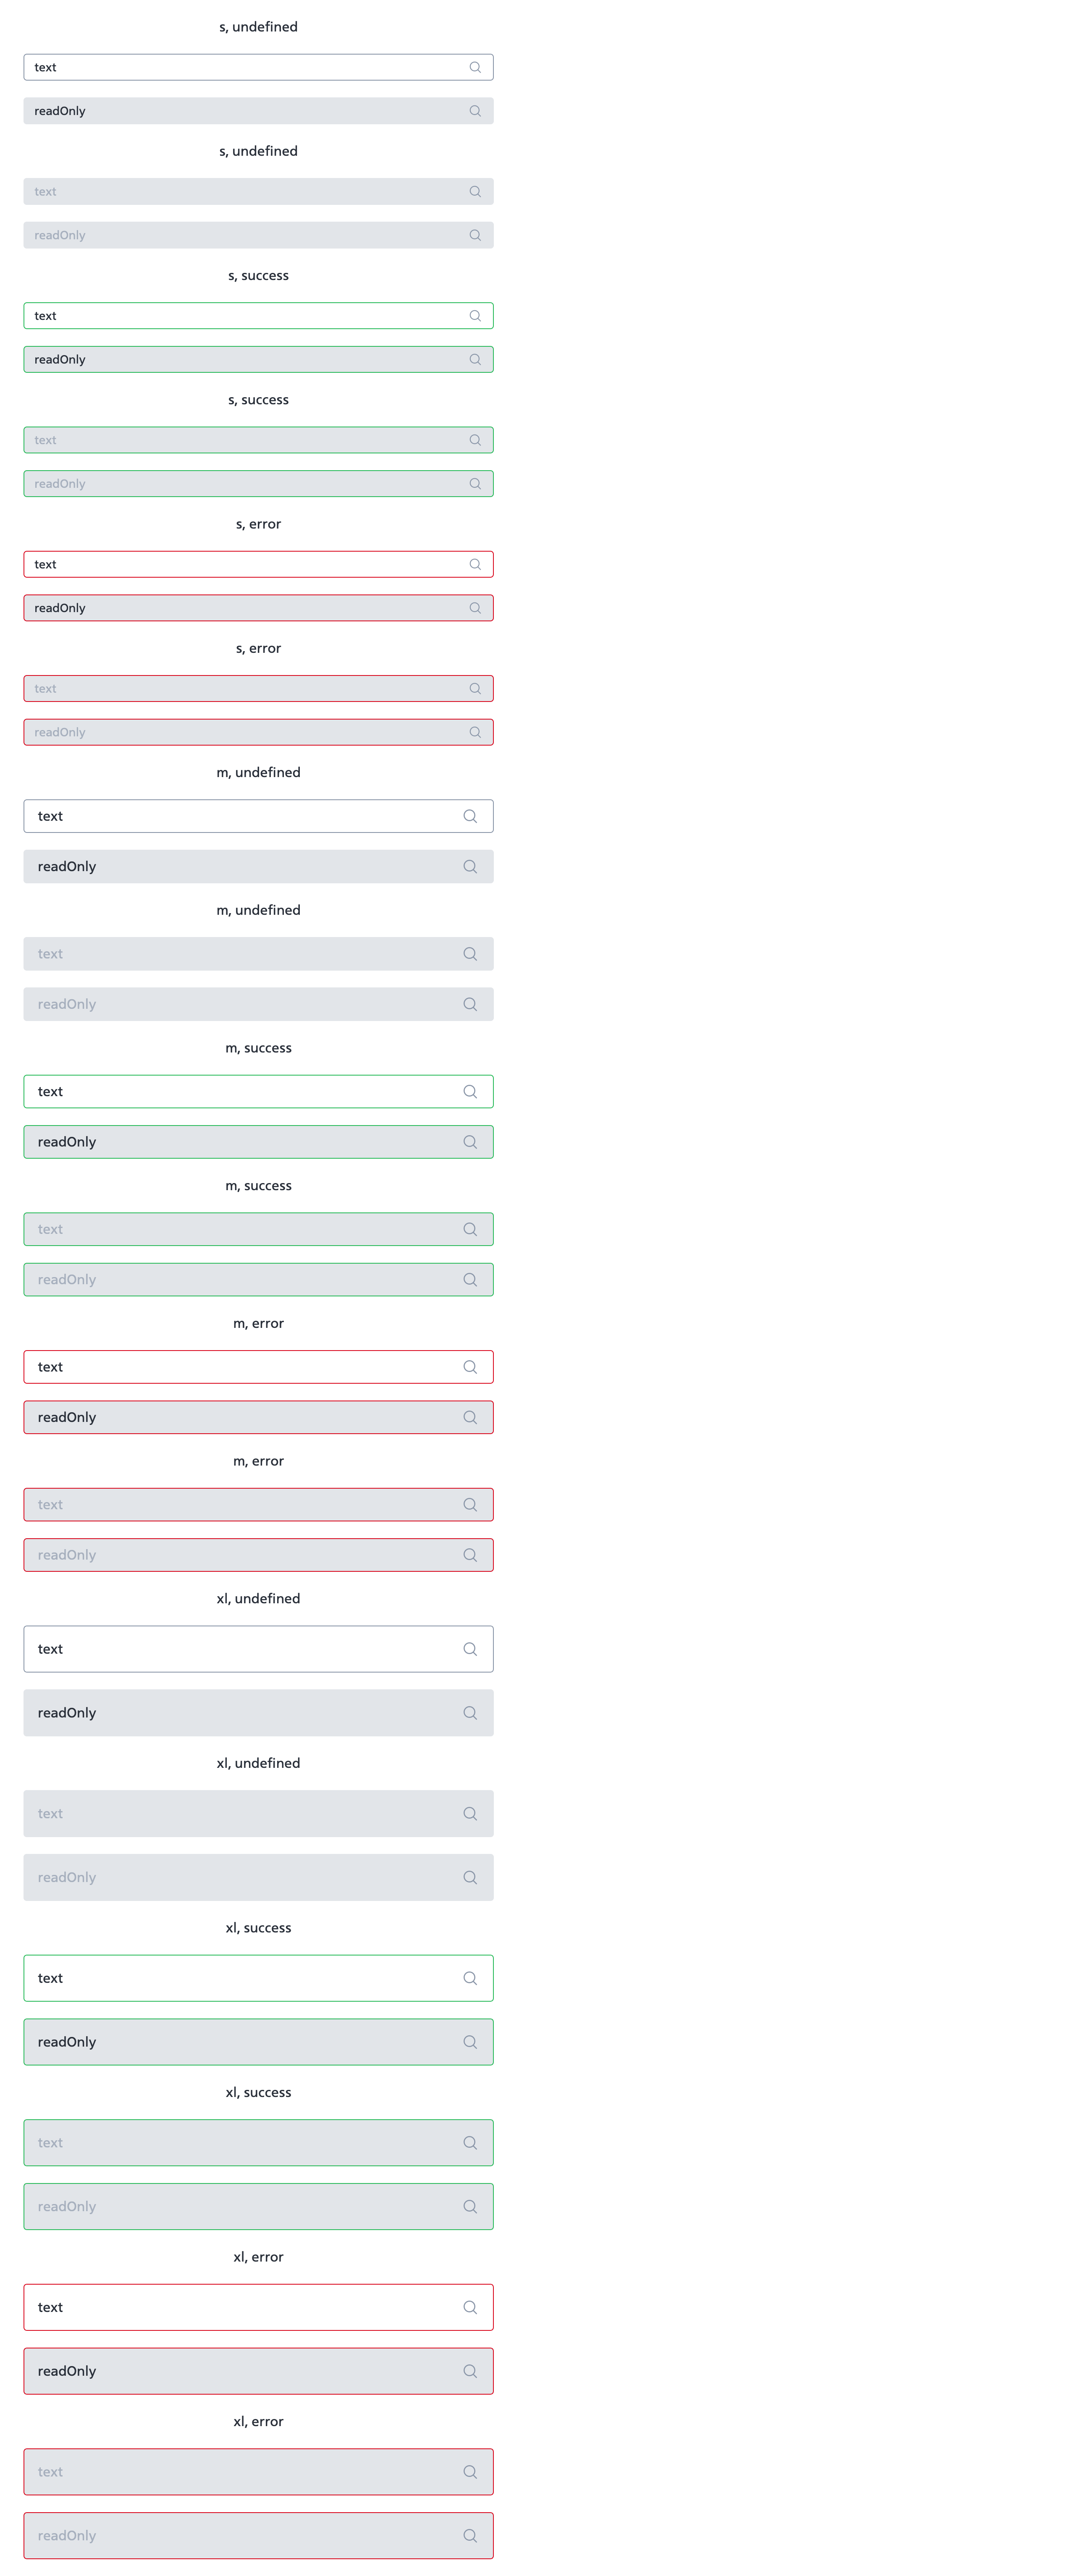 s, undefined
text
readOnly
s, undefined
text
readOnly
s, success
text
readOnly
s, success
text
readOnly
s, error
text
readOnly
s, error
text
readOnly
m, undefined
text
readOnly
m, undefined
text
readOnly
m, success
text
readOnly
m, success
text
readOnly
m, error
text
readOnly
m, error
text
readOnly
xl, undefined
text
readOnly
xl, undefined
text
readOnly
xl, success
text
readOnly
xl, success
text
readOnly
xl, error
text
readOnly
xl, error
text
readOnly